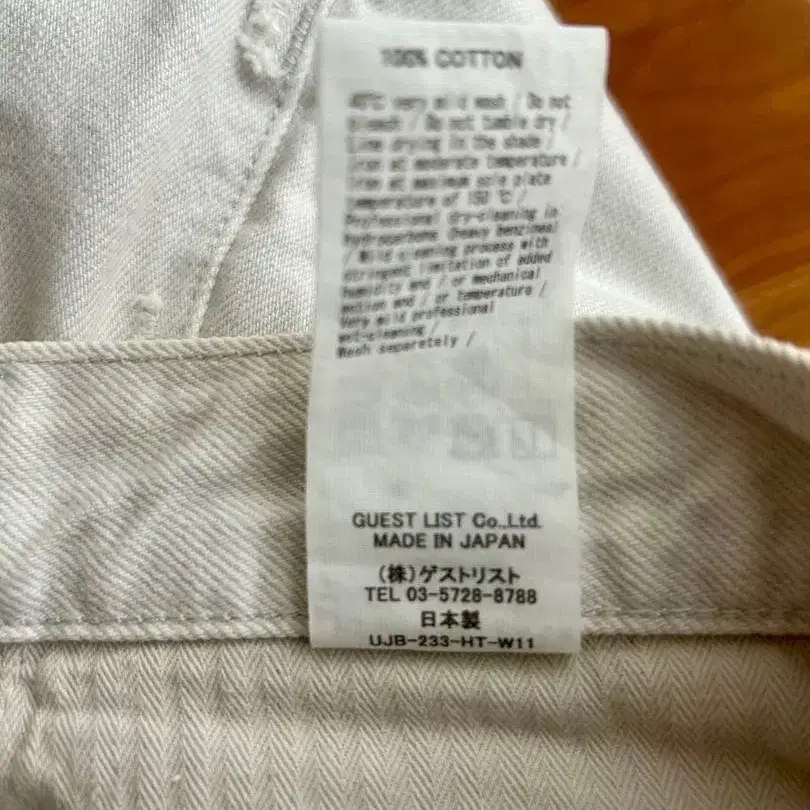 100% COTTON
40℃ very mild wash / Do not
bleach / Do not tumble dry /
Line drying in the shade /
Iron at moderate temperature /
Iron at maximum sole plate
temperature of 150 ℃ /
Professional dry-cleaning in
hydrocarbons (heavy benzines)
/ Mild cleaning process with
stringent limitation of added
humidity and / or mechanical
action and / or temperature /
Very mild professional
wet-cleaning /
Wash separately /
GUEST LIST Co.,Ltd.
MADE IN JAPAN
(株)ゲストリスト
TEL 03-5728-8788
日本製
UJB-233-HT-W11